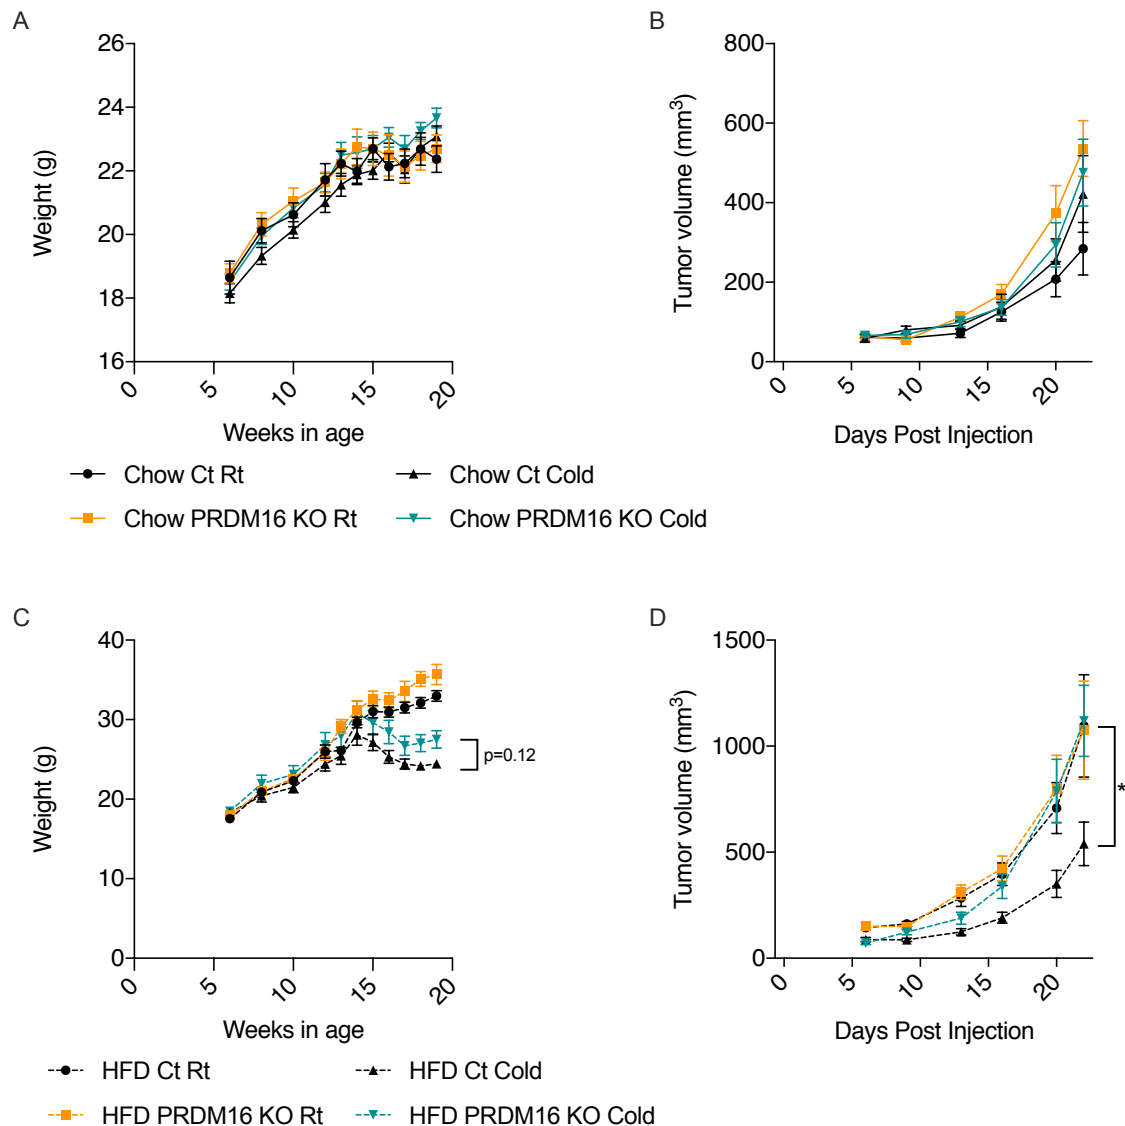 A
B
26
24
22
20
18
16
Weight (g)
0
5
10
15
20
Weeks in age
800
600
400
200
0
Tumor volume (mm³)
0
5
10
15
20
Days Post Injection
Chow Ct Rt
Chow Ct Cold
Chow PRDM16 KO Rt
Chow PRDM16 KO Cold
C
D
40
30
20
10
0
Weight (g)
p=0.12
0
5
10
15
20
Weeks in age
1500
1000
500
0
Tumor volume (mm³)
*
0
5
10
15
20
Days Post Injection
HFD Ct Rt
HFD Ct Cold
HFD PRDM16 KO Rt
HFD PRDM16 KO Cold